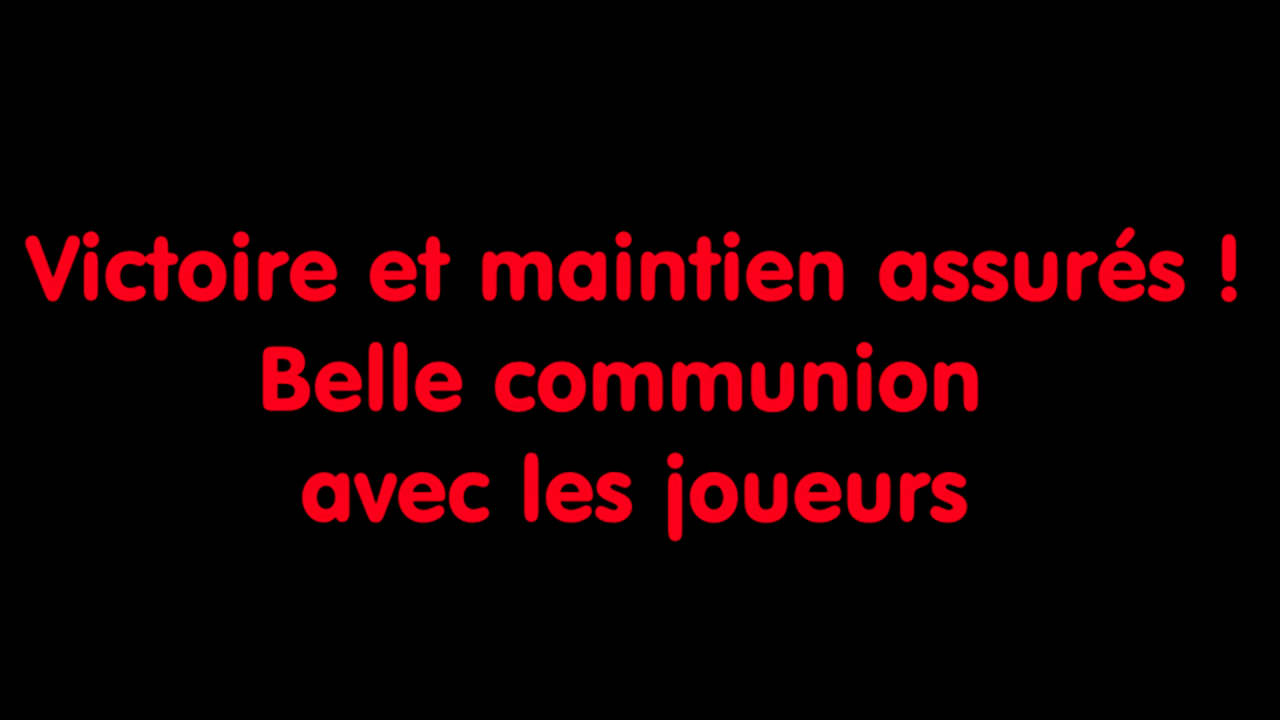 Victoire et maintien assurés !
Belle communion
avec les joueurs